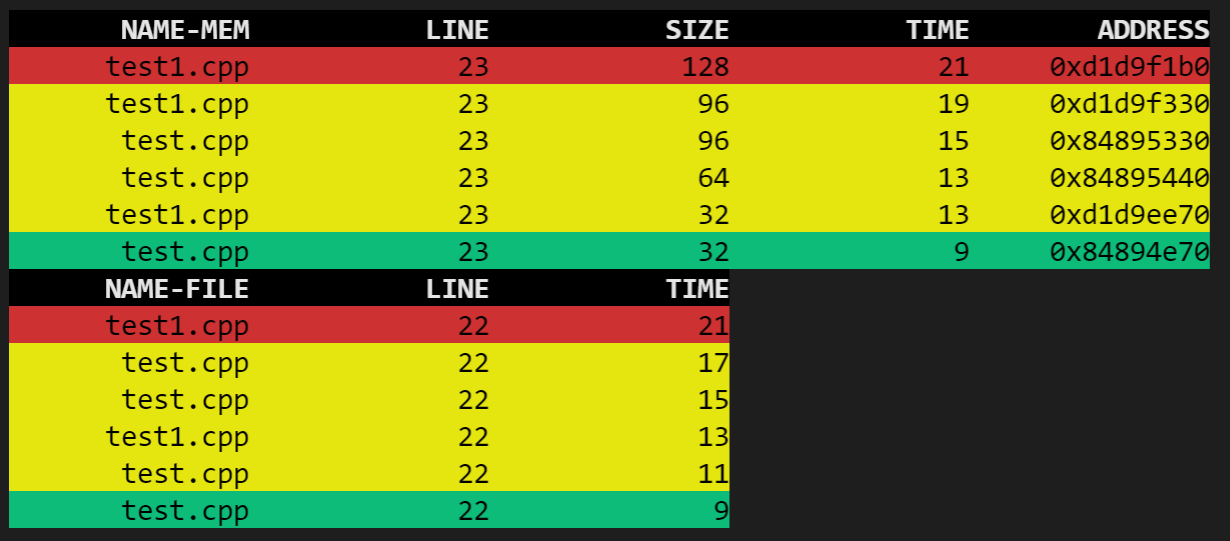 NAME-MEM LINE SIZE TIME ADDRESS
test1.cpp 23 128 21 0xd1d9f1b0
test1.cpp 23 96 19 0xd1d9f330
test.cpp 23 96 15 0x84895330
test.cpp 23 64 13 0x84895440
test1.cpp 23 32 13 0xd1d9ee70
test.cpp 23 32 9 0x84894e70
NAME-FILE LINE TIME
test1.cpp 22 21
test.cpp 22 17
test.cpp 22 15
test1.cpp 22 13
test.cpp 22 11
test.cpp 22 9